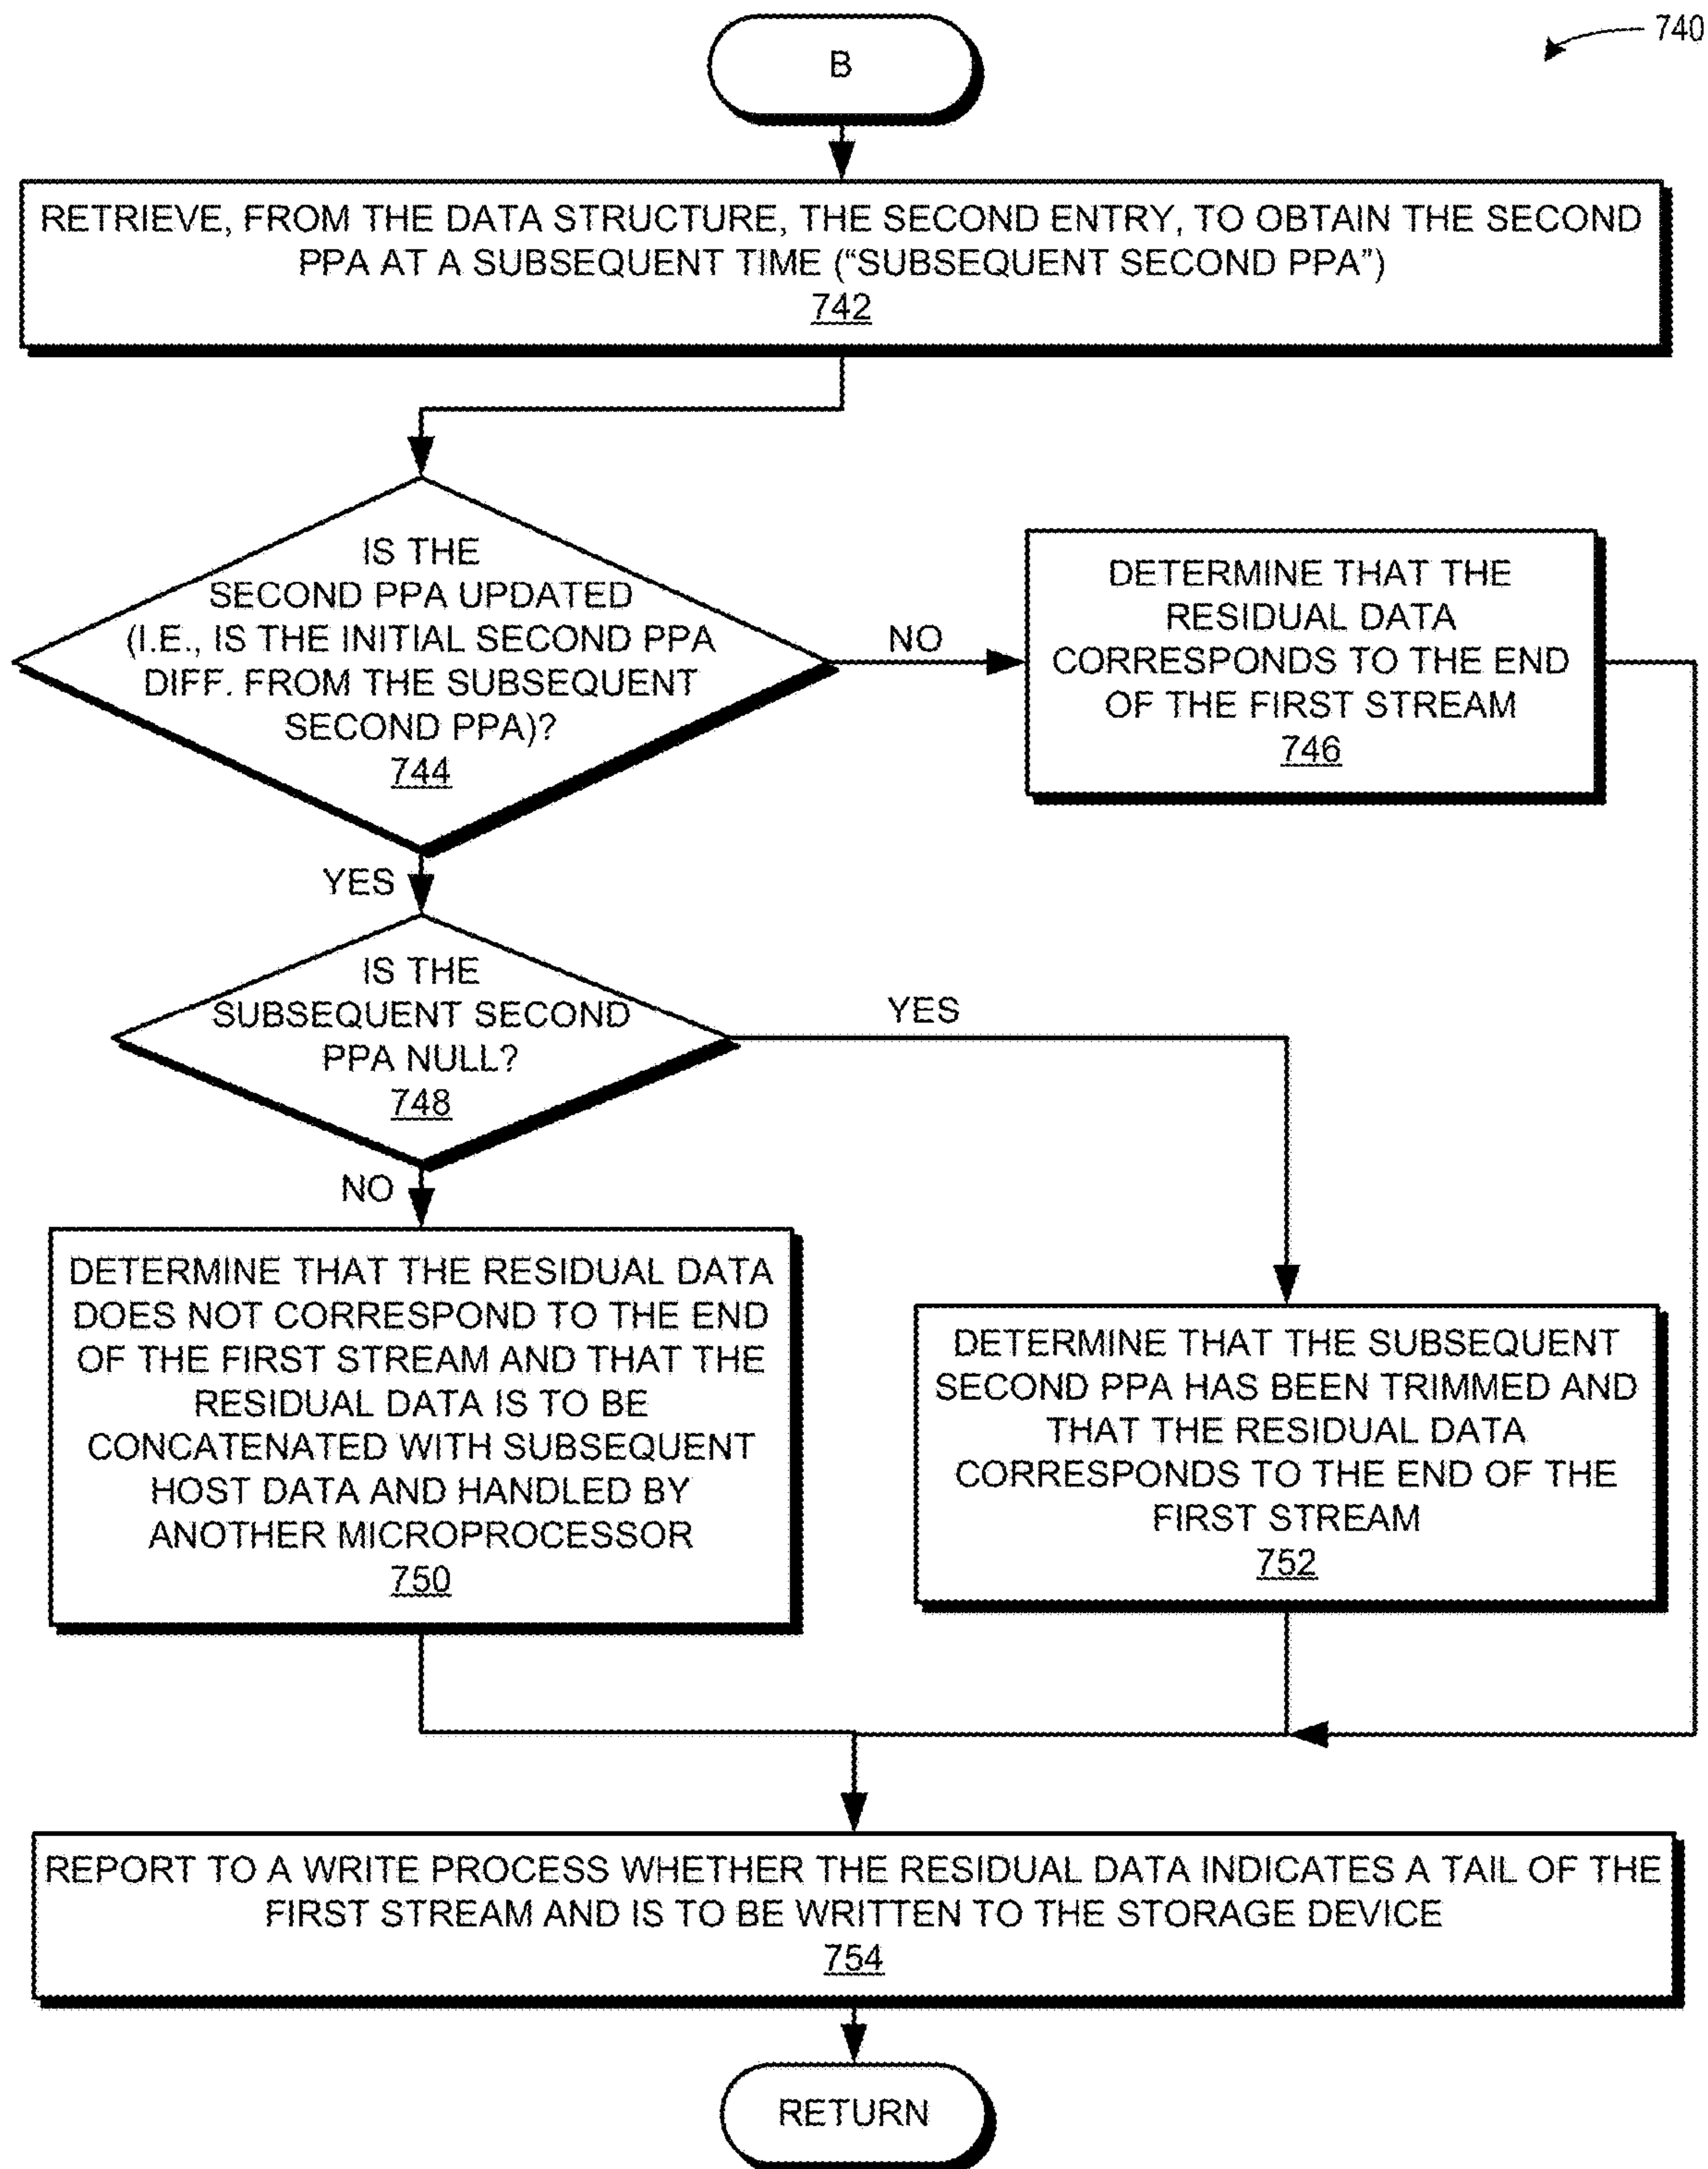 740
B
RETRIEVE, FROM THE DATA STRUCTURE, THE SECOND ENTRY, TO OBTAIN THE SECOND
PPA AT A SUBSEQUENT TIME (“SUBSEQUENT SECOND PPA”)
742
IS THE
SECOND PPA UPDATED
(I.E., IS THE INITIAL SECOND PPA
DIFF. FROM THE SUBSEQUENT
SECOND PPA)?
744
NO
DETERMINE THAT THE
RESIDUAL DATA
CORRESPONDS TO THE END
OF THE FIRST STREAM
746
YES
IS THE
SUBSEQUENT SECOND
PPA NULL?
748
YES
NO
DETERMINE THAT THE RESIDUAL DATA
DOES NOT CORRESPOND TO THE END
OF THE FIRST STREAM AND THAT THE
RESIDUAL DATA IS TO BE
CONCATENATED WITH SUBSEQUENT
HOST DATA AND HANDLED BY
ANOTHER MICROPROCESSOR
750
DETERMINE THAT THE SUBSEQUENT
SECOND PPA HAS BEEN TRIMMED AND
THAT THE RESIDUAL DATA
CORRESPONDS TO THE END OF THE
FIRST STREAM
752
REPORT TO A WRITE PROCESS WHETHER THE RESIDUAL DATA INDICATES A TAIL OF THE
FIRST STREAM AND IS TO BE WRITTEN TO THE STORAGE DEVICE
754
RETURN